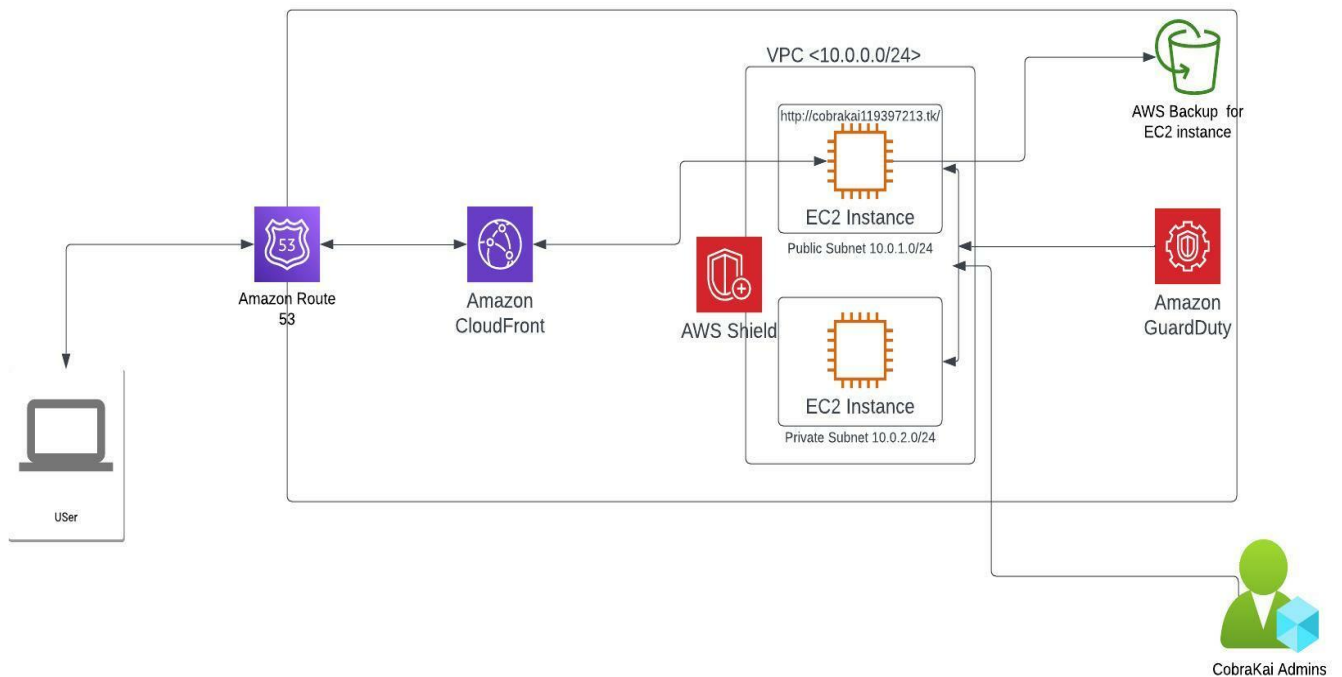 VPC <10.0.0.0/24>
http://cobrakai119397213.tk/
EC2 Instance
Public Subnet 10.0.1.0/24
AWS Backup for
EC2 instance
53
Amazon Route
53
Amazon
CloudFront
AWS Shield
EC2 Instance
Private Subnet 10.0.2.0/24
Amazon
GuardDuty
USer
CobraKai Admins